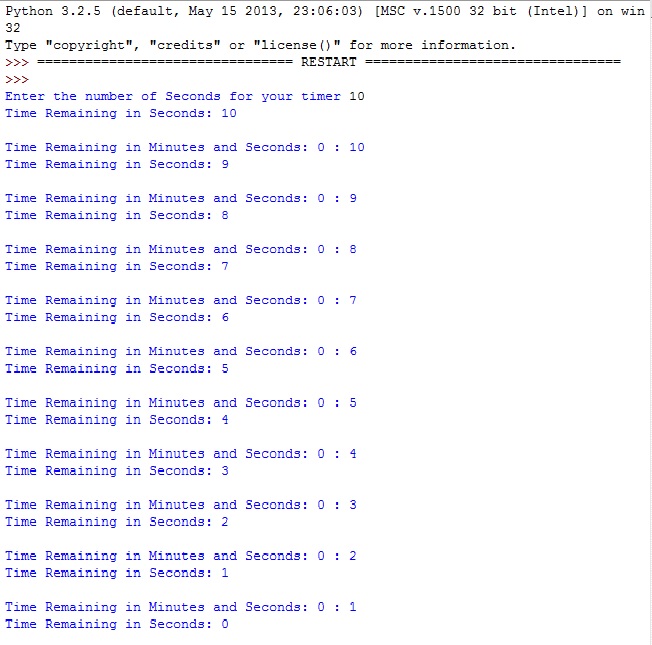 Python 3.2.5 (default, May 15 2013, 23:06:03) [MSC v.1500 32 bit (Intel)] on win
32
Type "copyright", "credits" or "license()" for more information.
>>> ================================ RESTART ================================
>>>
Enter the number of Seconds for your timer 10
Time Remaining in Seconds: 10
Time Remaining in Minutes and Seconds: 0 : 10
Time Remaining in Seconds: 9
Time Remaining in Minutes and Seconds: 0 : 9
Time Remaining in Seconds: 8
Time Remaining in Minutes and Seconds: 0 : 8
Time Remaining in Seconds: 7
Time Remaining in Minutes and Seconds: 0 : 7
Time Remaining in Seconds: 6
Time Remaining in Minutes and Seconds: 0 : 6
Time Remaining in Seconds: 5
Time Remaining in Minutes and Seconds: 0 : 5
Time Remaining in Seconds: 4
Time Remaining in Minutes and Seconds: 0 : 4
Time Remaining in Seconds: 3
Time Remaining in Minutes and Seconds: 0 : 3
Time Remaining in Seconds: 2
Time Remaining in Minutes and Seconds: 0 : 2
Time Remaining in Seconds: 1
Time Remaining in Minutes and Seconds: 0 : 1
Time Remaining in Seconds: 0